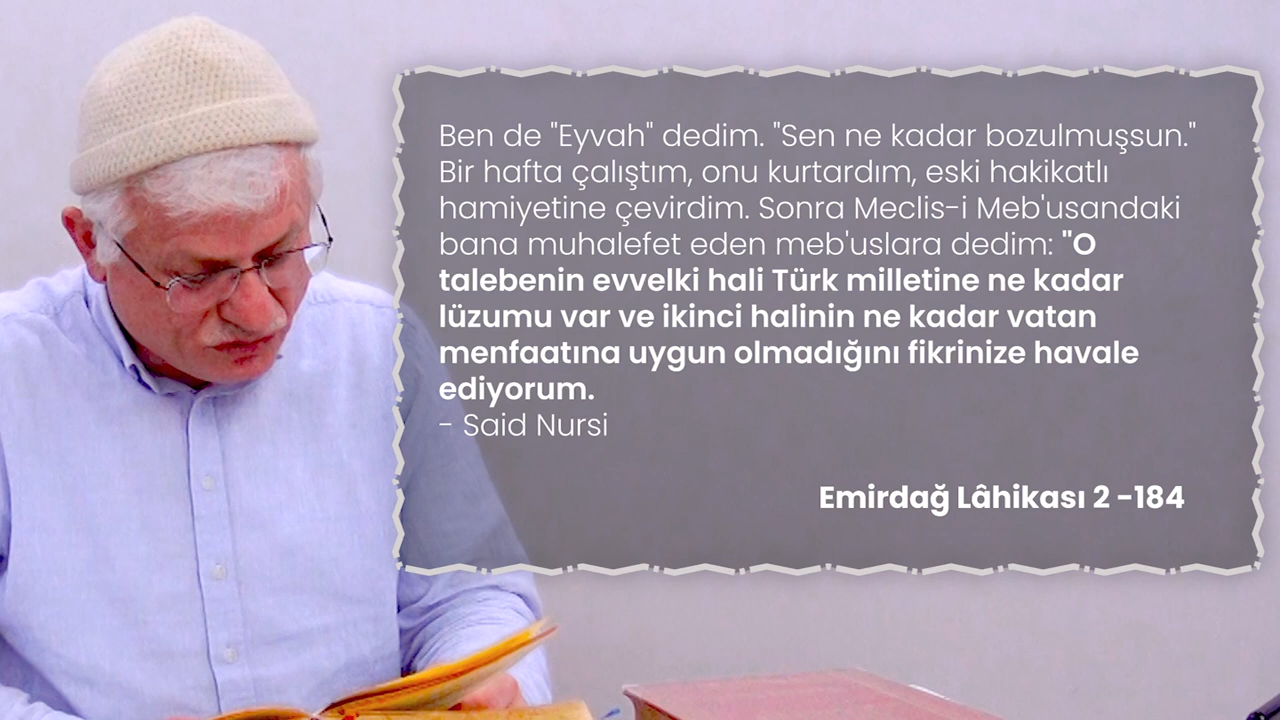 Ben de "Eyvah" dedim. "Sen ne kadar bozulmuşsun."
Bir hafta çalıştım, onu kurtardım, eski hakikatlı
hamiyetine çevirdim. Sonra Meclis-i Meb'usandaki
bana muhalefet eden meb'uslara dedim: "O
talebenin evvelki hali Türk milletine ne kadar
lüzumu var ve ikinci halinin ne kadar vatan
menfaatına uygun olmadığını fikrinize havale
ediyorum.
- Said Nursi
Emirdağ Lâhikası 2 -184